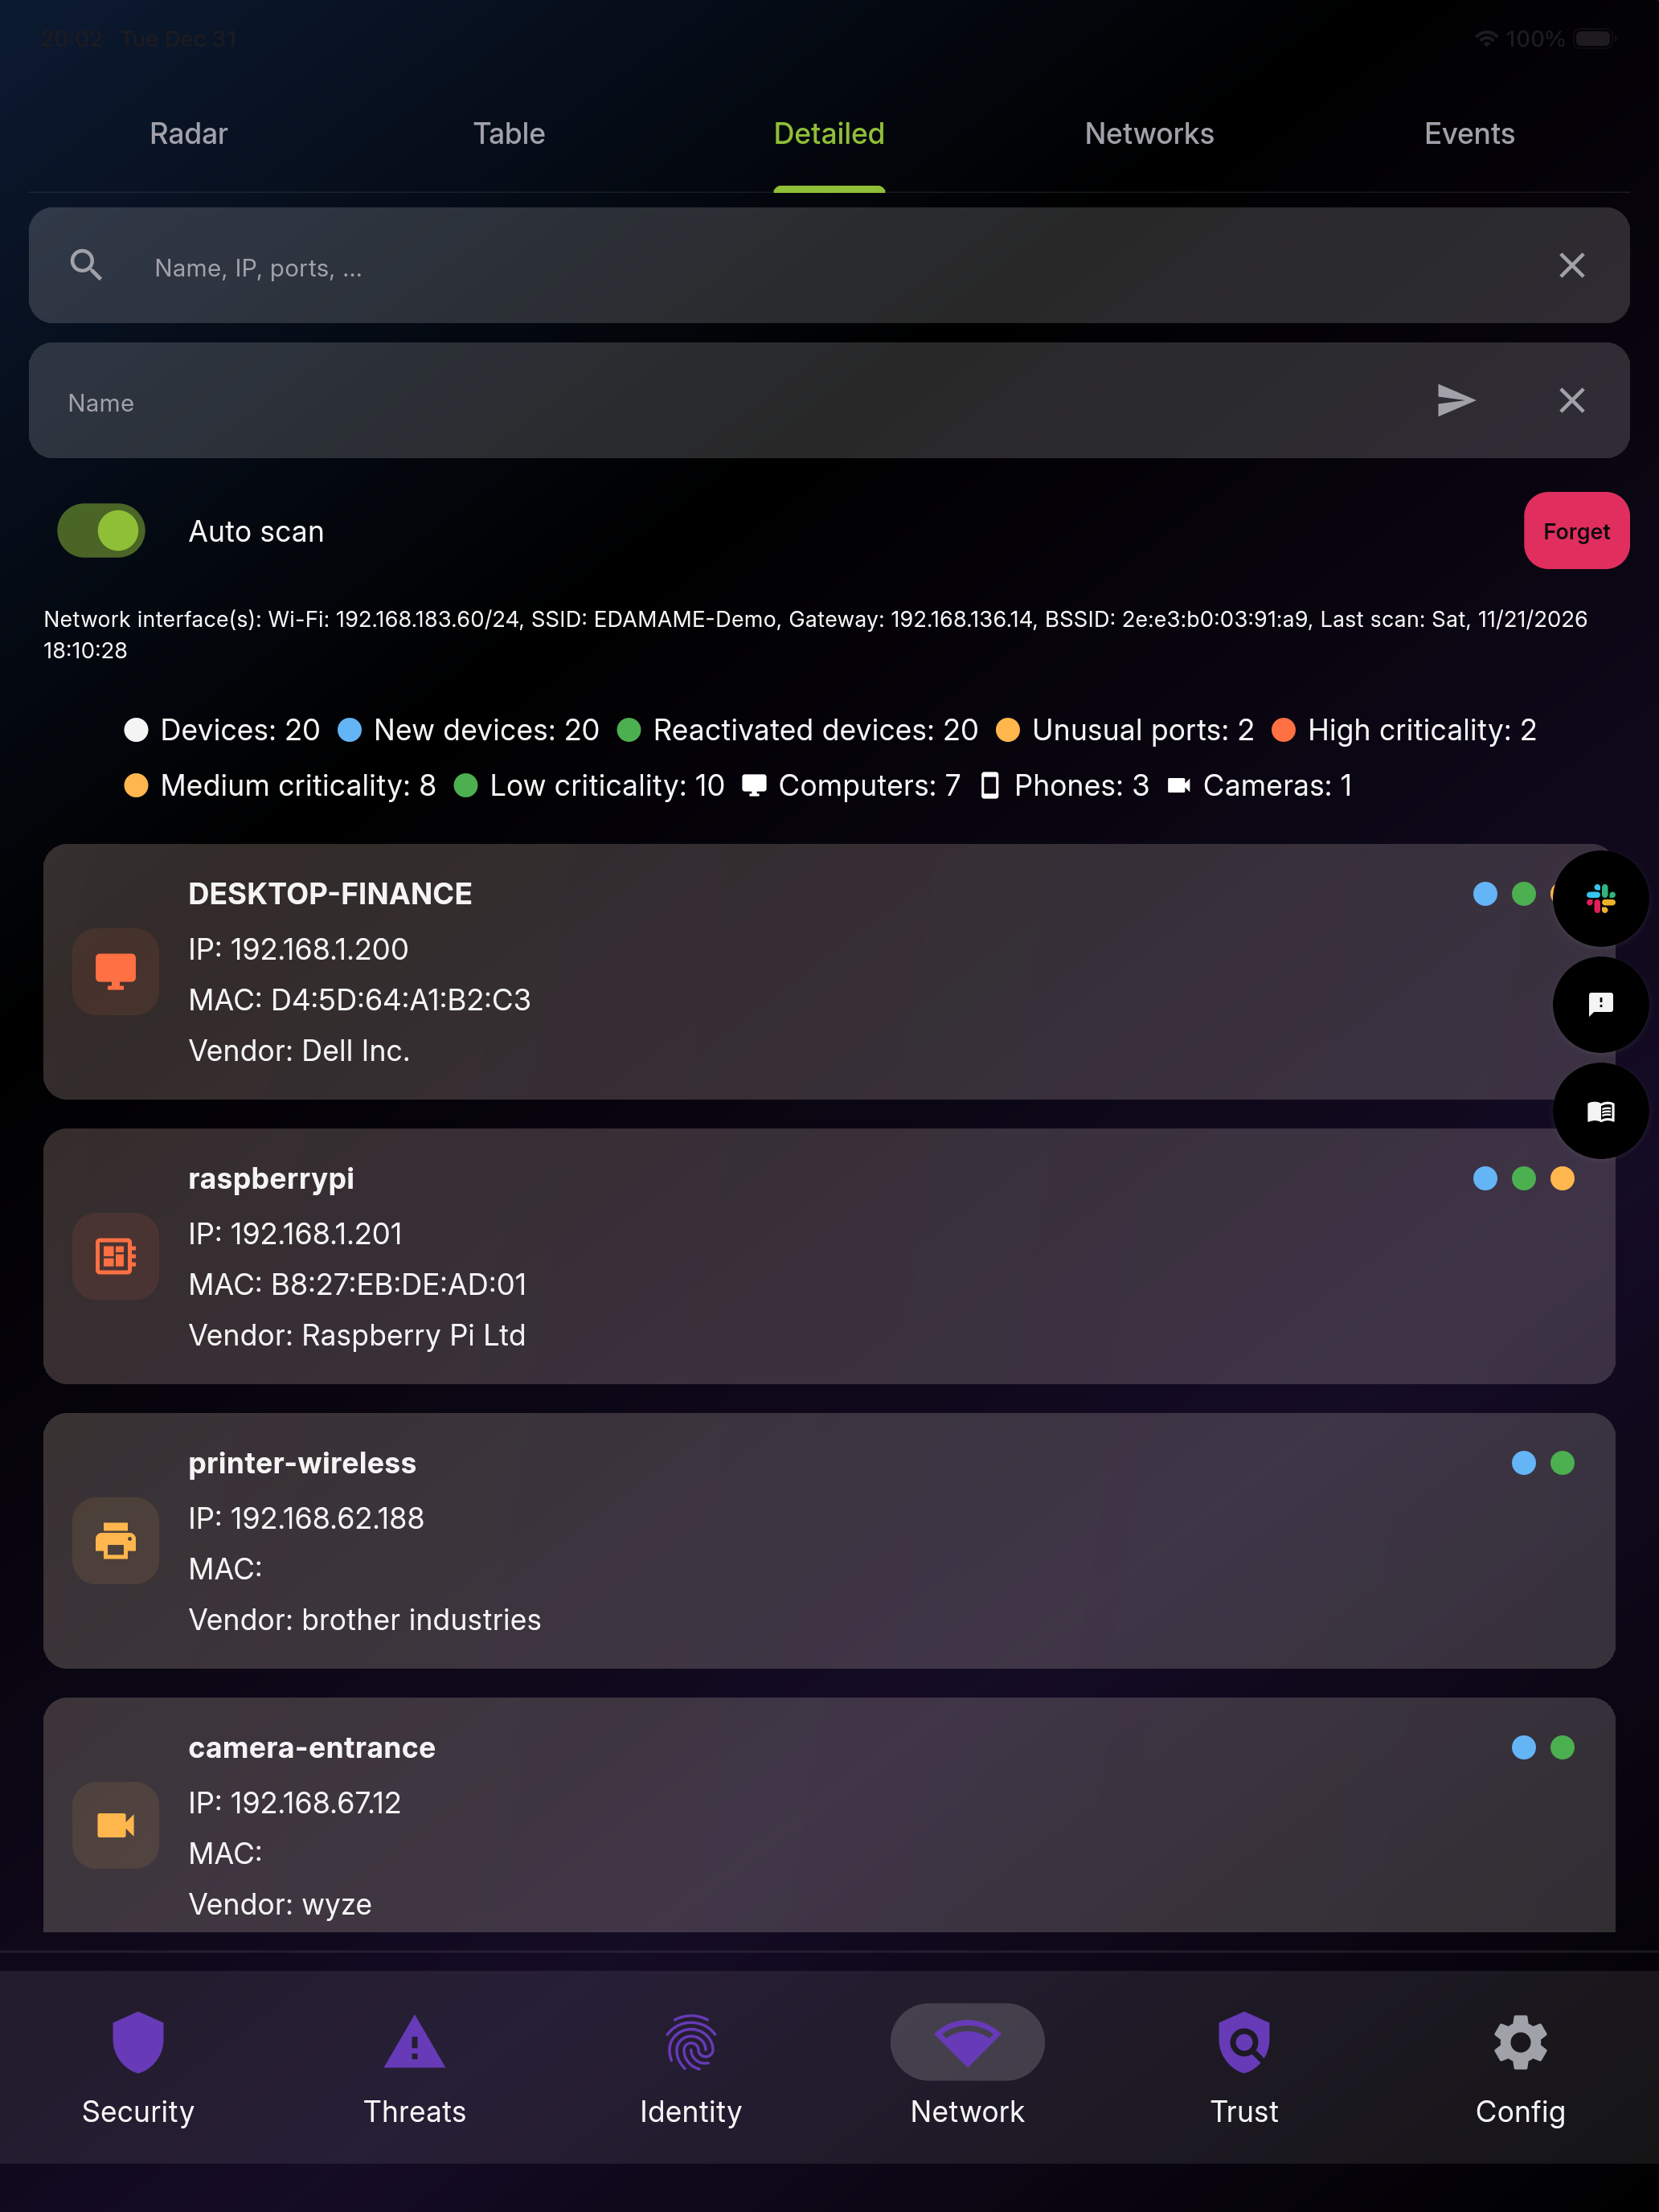 20:02 Tue Dec 31
100%
Radar
Table
Detailed
Networks
Events
Name, IP, ports, ...
Name
Auto scan
Forget
Network interface(s): Wi-Fi: 192.168.183.60/24, SSID: EDAMAME-Demo, Gateway: 192.168.136.14, BSSID: 2e:e3:b0:03:91:a9, Last scan: Sat, 11/21/2026
18:10:28
Devices: 20 New devices: 20 Reactivated devices: 20 Unusual ports: 2 High criticality: 2
Medium criticality: 8 Low criticality: 10 Computers: 7 Phones: 3 Cameras: 1
DESKTOP-FINANCE
IP: 192.168.1.200
MAC: D4:5D:64:A1:B2:C3
Vendor: Dell Inc.
raspberrypi
IP: 192.168.1.201
MAC: B8:27:EB:DE:AD:01
Vendor: Raspberry Pi Ltd
printer-wireless
IP: 192.168.62.188
MAC:
Vendor: brother industries
camera-entrance
IP: 192.168.67.12
MAC:
Vendor: wyze
Security
Threats
Identity
Network
Trust
Config